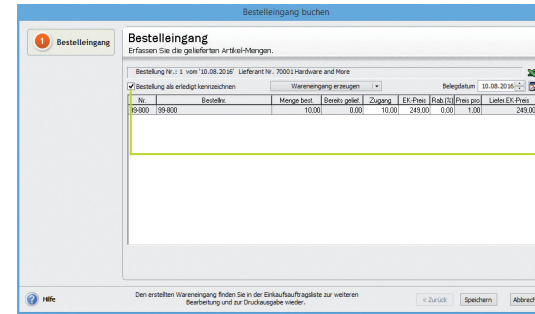 Bestelleingang buchen
1 Bestelleingang
Bestelleingang
Erfassen Sie die gelieferten Artikel-Mengen.
Bestellung Nr.: 1 vom '10.08.2016' Lieferant Nr. 70001 Hardware and More
Bestellung als erledigt kennzeichnen Wareneingang erzeugen Belegdatum 10.08.2016
Nr. Bestellnr. Menge best. Bereits gelief. Zugang EK-Preis Rab.(%) Preis pro Liefer.EK-Preis
99-800 99-800 10,00 0,00 10,00 249,00 0,00 1,00 249,00
Hilfe Den erstellten Wareneingang finden Sie in der Einkaufsauftragsliste zur weiteren
Bearbeitung und zur Druckausgabe wieder.
< Zurück Speichern Abbrech